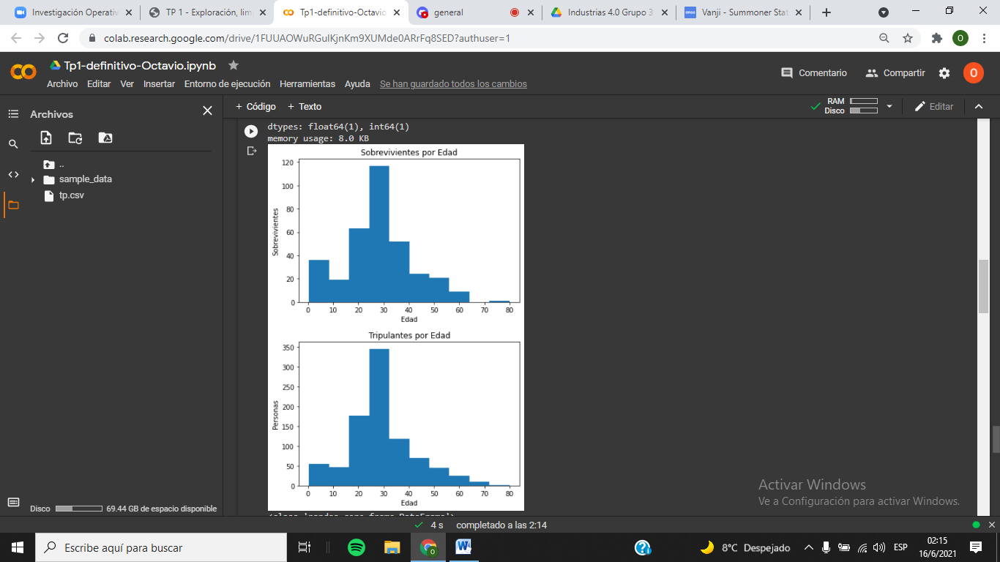 Investigación Operativ
TP 1 - Exploración, lim
Tp1-definitivo-Octavio
general
Industrias 4.0 Grupo 3
Vanji - Summoner Stat
colab.research.google.com/drive/1FUUAOWuRGulKjnKm9XUMde0ARrFq8SED?authuser=1
O
Tp1-definitivo-Octavio.ipynb
Comentario
Compartir
O
Archivo Editar Ver Insertar Entorno de ejecución Herramientas Ayuda Se han guardado todos los cambios
Archivos
+ Código + Texto
RAM
Disco
Editar
..
sample_data
tp.csv
dtypes: float64(1), int64(1)
memory usage: 8.0 KB
Sobrevivientes por Edad
Sobrevivientes
120
100
80
60
40
20
0
0 10 20 30 40 50 60 70 80
Edad
Tripulantes por Edad
Personas
350
300
250
200
150
100
50
0
0 10 20 30 40 50 60 70 80
Edad
(class 'pandas.core.frame.DataFrame')
Activar Windows
Ve a Configuración para activar Windows.
Disco 69.44 GB de espacio disponible
4 s completado a las 2:14
Escribe aquí para buscar
8°C Despejado
ESP
02:15
16/6/2021